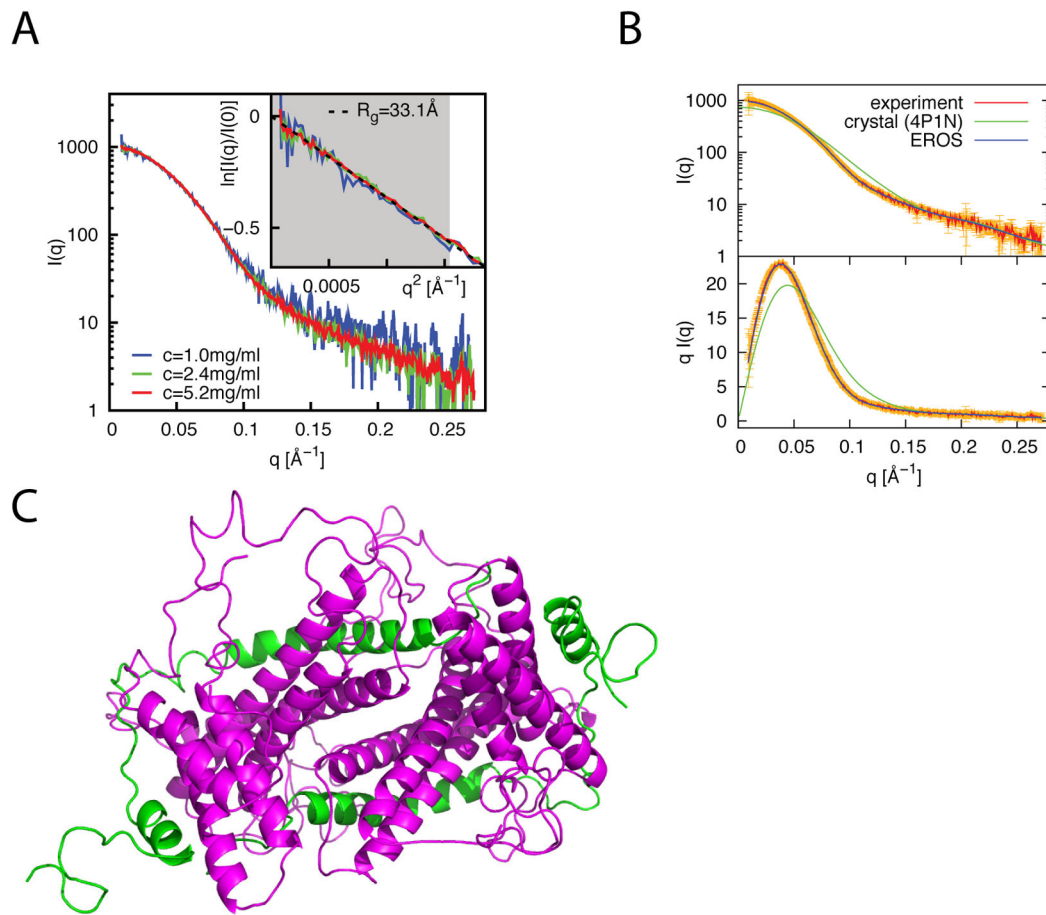 A
B
1000
100
10
1
I(q)
0
0.05
0.1
0.15
0.2
0.25
q [Å⁻¹]
c=1.0mg/ml
c=2.4mg/ml
c=5.2mg/ml
ln[I(q)/I(0)]
0
−0.5
R_g=33.1Å
0.0005
q² [Å⁻¹]
1000
100
10
1
I(q)
experiment
crystal (4P1N)
EROS
20
15
10
5
0
q I(q)
0
0.05
0.1
0.15
0.2
0.25
q [Å⁻¹]
C